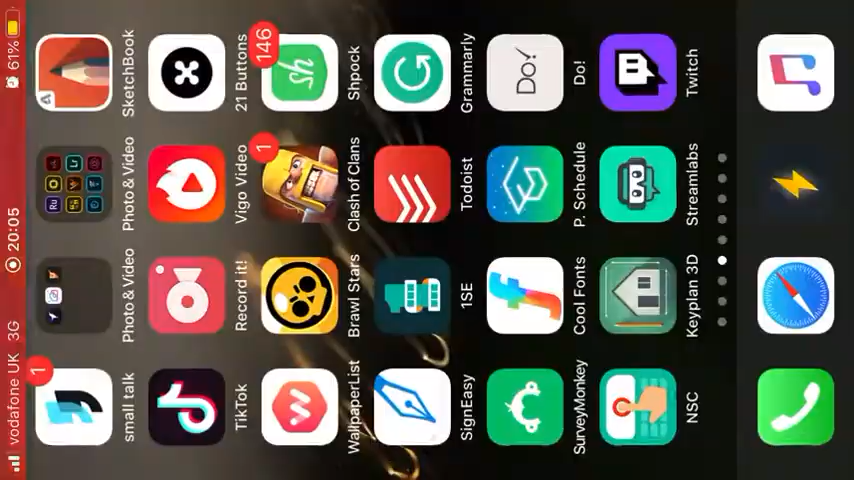 vodafone UK 3G 20:05 61%
1
small talk Photo & Video Photo & Video SketchBook
TikTok Record it! Vigo Video 21 Buttons
1 146
WallpaperList Brawl Stars Clash of Clans Shpock
SignEasy 1SE Todoist Grammarly
Do!
SurveyMonkey Cool Fonts P. Schedule Do!
NSC Keyplan 3D Streamlabs Twitch